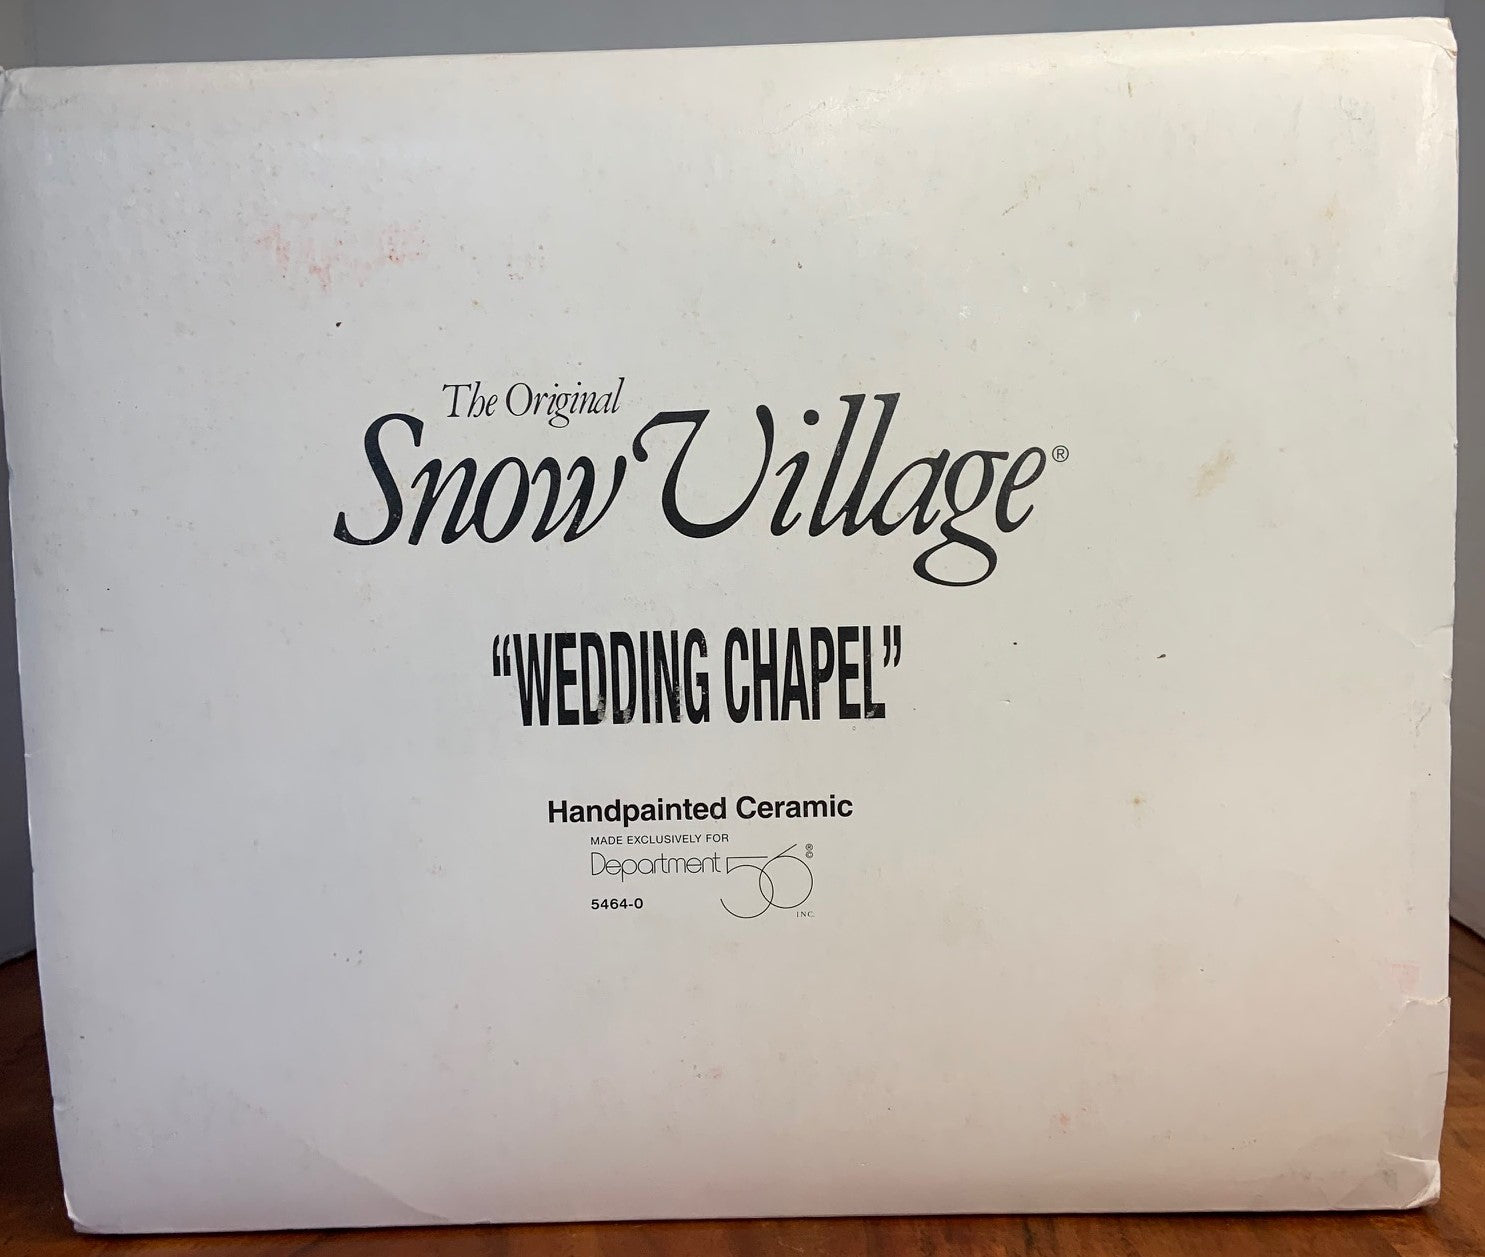 The Original
Snow Village®
“WEDDING CHAPEL”
Handpainted Ceramic
MADE EXCLUSIVELY FOR
Department 56®©
5464-0
INC.